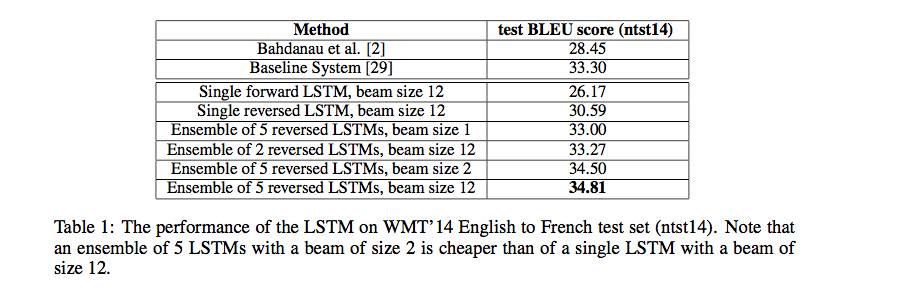 Method test BLEU score (ntst14)
Bahdanau et al. [2] 28.45
Baseline System [29] 33.30
Single forward LSTM, beam size 12 26.17
Single reversed LSTM, beam size 12 30.59
Ensemble of 5 reversed LSTMs, beam size 1 33.00
Ensemble of 2 reversed LSTMs, beam size 12 33.27
Ensemble of 5 reversed LSTMs, beam size 2 34.50
Ensemble of 5 reversed LSTMs, beam size 12 34.81
Table 1: The performance of the LSTM on WMT’14 English to French test set (ntst14). Note that
an ensemble of 5 LSTMs with a beam of size 2 is cheaper than of a single LSTM with a beam of
size 12.